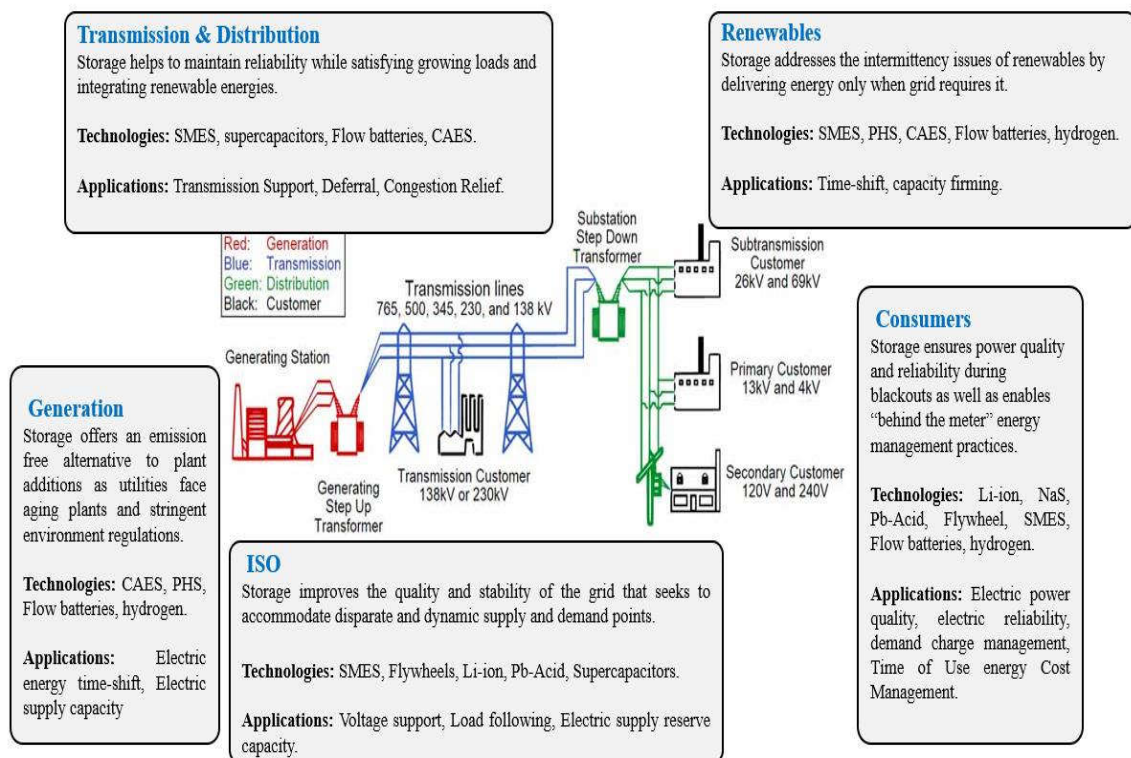 Transmission & Distribution
Storage helps to maintain reliability while satisfying growing loads and
integrating renewable energies.
Technologies: SMES, supercapacitors, Flow batteries, CAES.
Applications: Transmission Support, Deferral, Congestion Relief.
Renewables
Storage addresses the intermittency issues of renewables by
delivering energy only when grid requires it.
Technologies: SMES, PHS, CAES, Flow batteries, hydrogen.
Applications: Time-shift, capacity firming.
Red: Generation
Blue: Transmission
Green: Distribution
Black: Customer
Substation
Step Down
Transformer
Subtransmission
Customer
26kV and 69kV
Transmission lines
765, 500, 345, 230, and 138 kV
Generating Station
Primary Customer
13kV and 4kV
Transmission Customer
138kV or 230kV
Generating
Step Up
Transformer
Secondary Customer
120V and 240V
Generation
Storage offers an emission
free alternative to plant
additions as utilities face
aging plants and stringent
environment regulations.
Technologies: CAES, PHS,
Flow batteries, hydrogen.
Applications: Electric
energy time-shift, Electric
supply capacity
ISO
Storage improves the quality and stability of the grid that seeks to
accommodate disparate and dynamic supply and demand points.
Technologies: SMES, Flywheels, Li-ion, Pb-Acid, Supercapacitors.
Applications: Voltage support, Load following, Electric supply reserve
capacity.
Consumers
Storage ensures power quality
and reliability during
blackouts as well as enables
“behind the meter” energy
management practices.
Technologies: Li-ion, NaS,
Pb-Acid, Flywheel, SMES,
Flow batteries, hydrogen.
Applications: Electric power
quality, electric reliability,
demand charge management,
Time of Use energy Cost
Management.